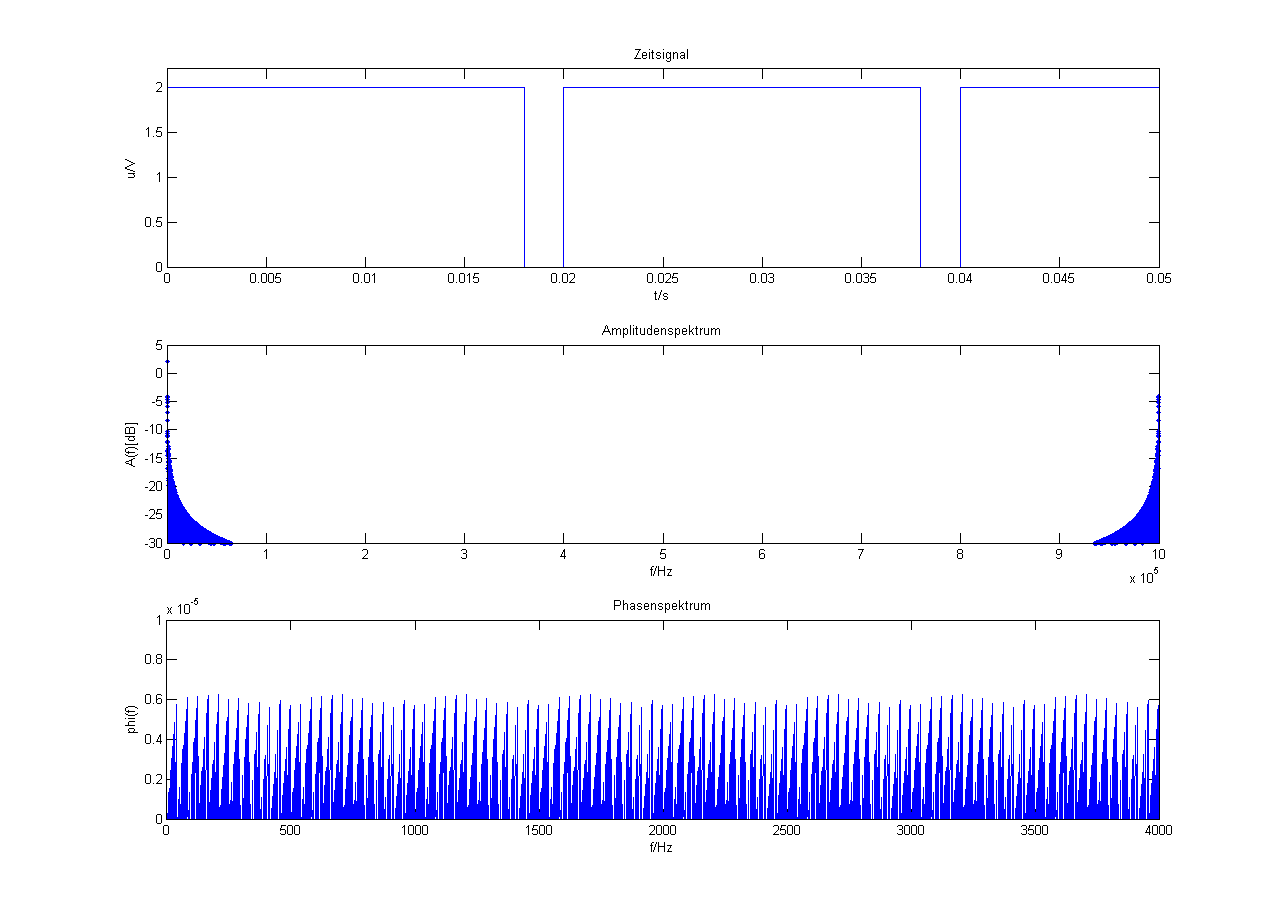 Zeitsignal
2
1.5
1
0.5
0
u/V
0 0.005 0.01 0.015 0.02 0.025 0.03 0.035 0.04 0.045 0.05
t/s
Amplitudenspektrum
5
0
-5
-10
-15
-20
-25
-30
A(f)[dB]
0 1 2 3 4 5 6 7 8 9 10
f/Hz
x 10^5
Phasenspektrum
x 10^-5
1
0.8
0.6
0.4
0.2
0
phi(f)
0 500 1000 1500 2000 2500 3000 3500 4000
f/Hz